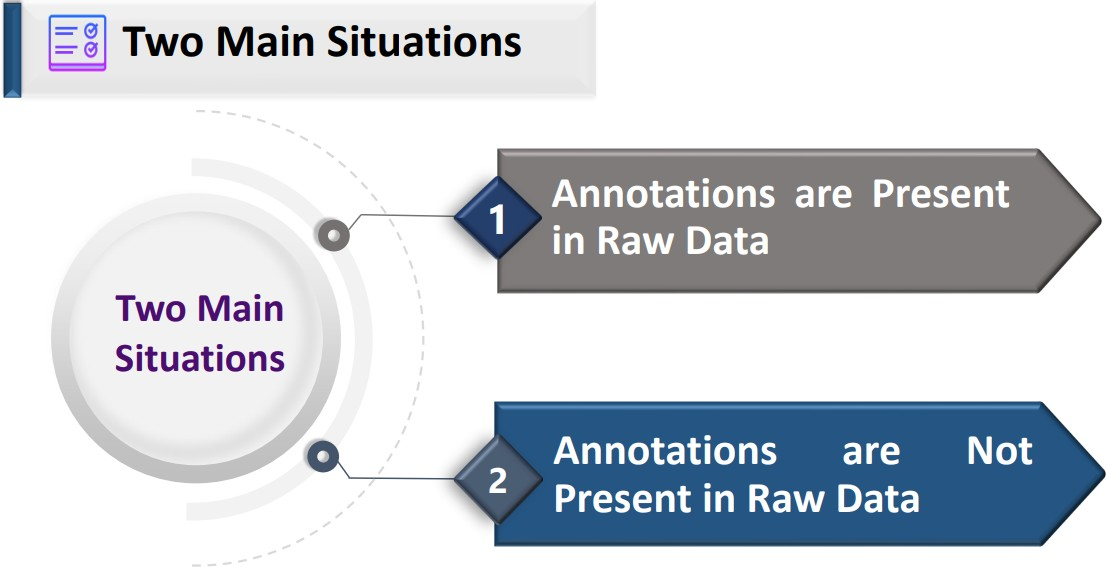 Two Main Situations
Two Main
Situations
1
Annotations are Present
in Raw Data
2
Annotations are Not
Present in Raw Data